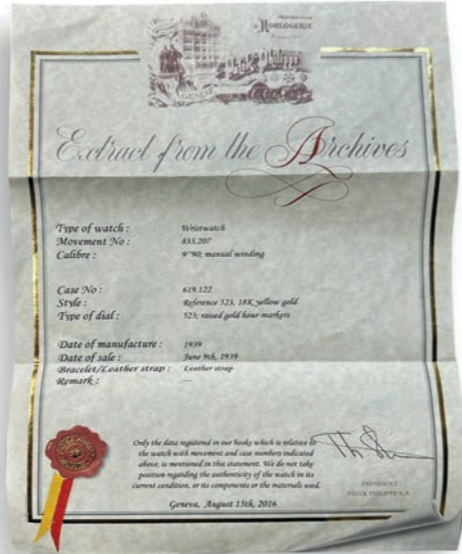 HORLOGERIE
GENEVE
Extract from the Archives
Type of watch : Wristwatch
Movement No : 833.207
Calibre : 9'''90, manual winding
Case No : 619.122
Style : Reference 523, 18K yellow gold
Type of dial : 523; raised gold hour-markers
Date of manufacture : 1939
Date of sale : June 9th, 1939
Bracelet/Leather strap : Leather strap
Remark : —
Only the data registered in our books which is relative to
the watch with movement and case numbers indicated
above, is mentioned in this statement. We do not take
position regarding the authenticity of the watch in its
current condition, or its components or the materials used.
PRESIDENT
PATEK PHILIPPE S.A
Geneva, August 15th, 2016